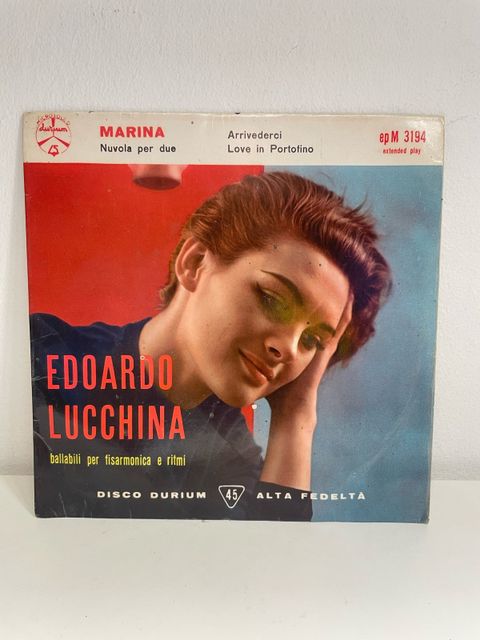 MICROSOLCO
durium
45
MARINA
Nuvola per due
Arrivederci
Love in Portofino
epM 3194
extended play
EDOARDO
LUCCHINA
ballabili per fisarmonica e ritmi
DISCO DURIUM 45 ALTA FEDELTÀ